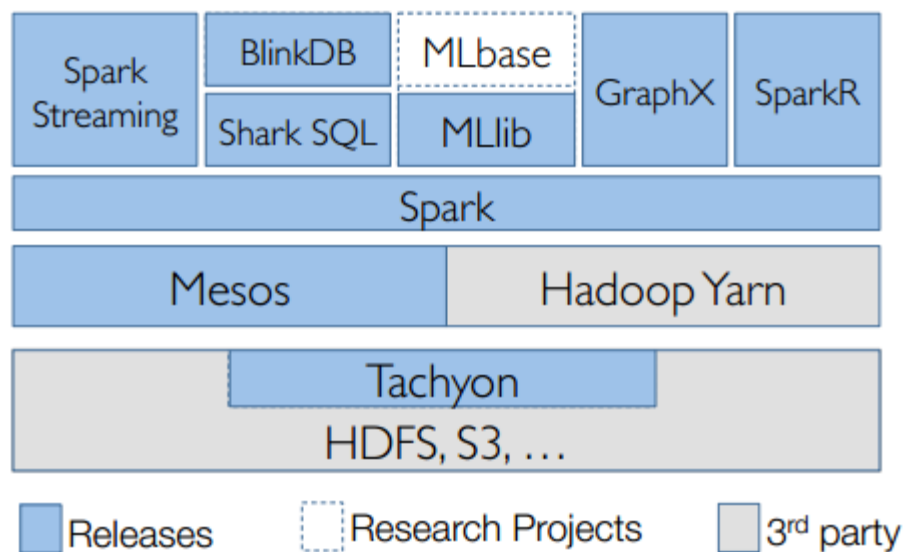 Spark
Streaming
BlinkDB
Shark SQL
MLbase
MLlib
GraphX
SparkR
Spark
Mesos
Hadoop Yarn
Tachyon
HDFS, S3, …
Releases
Research Projects
3rd party